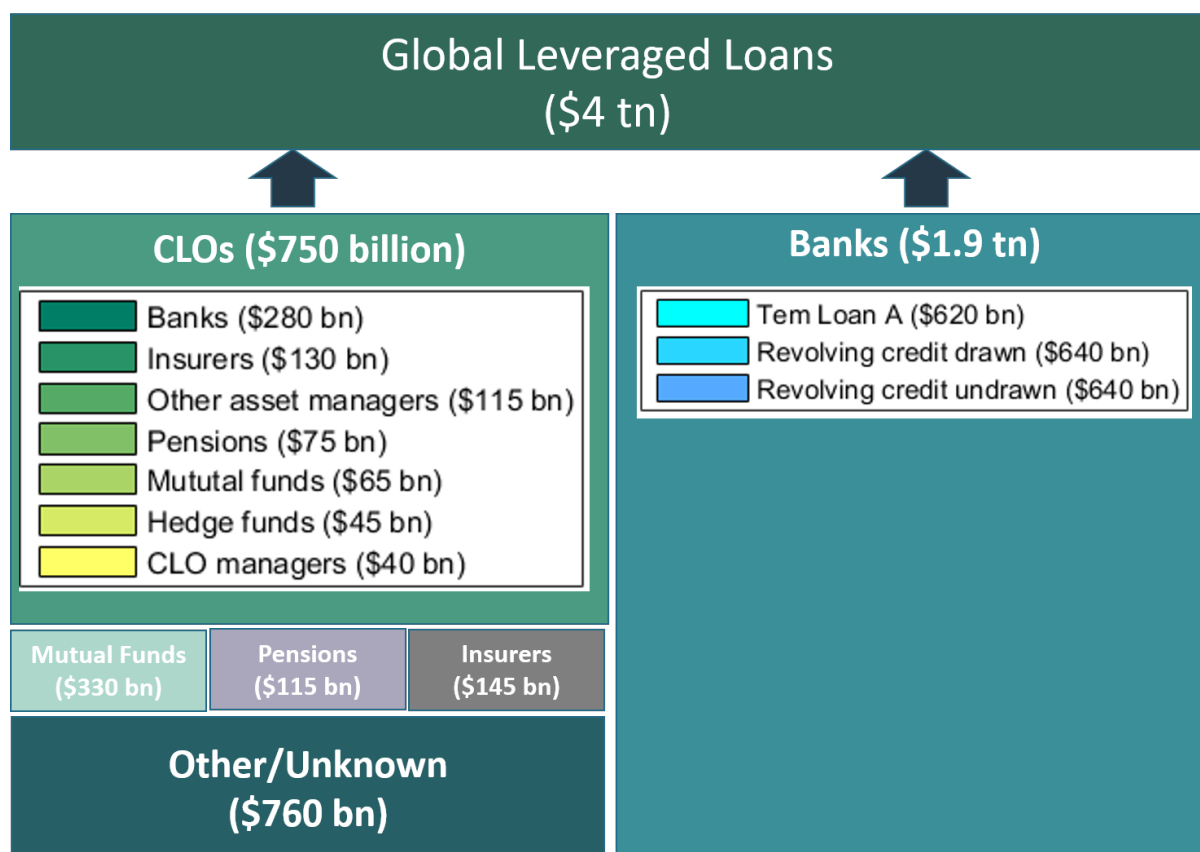 Global Leveraged Loans
($4 tn)
CLOs ($750 billion)
Banks ($280 bn)
Insurers ($130 bn)
Other asset managers ($115 bn)
Pensions ($75 bn)
Mututal funds ($65 bn)
Hedge funds ($45 bn)
CLO managers ($40 bn)
Banks ($1.9 tn)
Tem Loan A ($620 bn)
Revolving credit drawn ($640 bn)
Revolving credit undrawn ($640 bn)
Mutual Funds
($330 bn)
Pensions
($115 bn)
Insurers
($145 bn)
Other/Unknown
($760 bn)